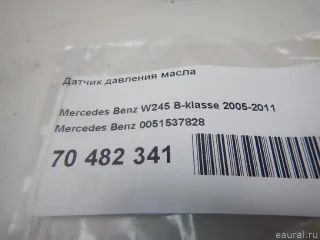 Датчик давления масла
Mercedes Benz W245 B-klasse 2005-2011
Mercedes Benz 0051537828
70 482 341
eaural.ru